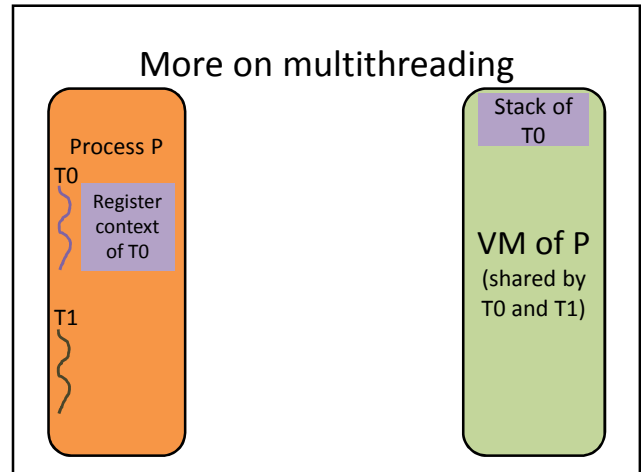 More on multithreading
Process P
T0
Register
context
of T0
T1
Stack of
T0
VM of P
(shared by
T0 and T1)